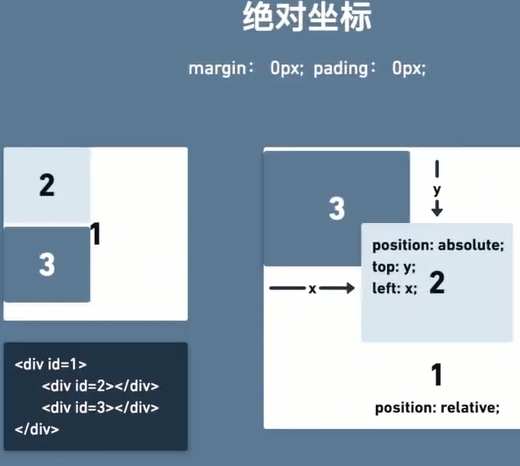 绝对坐标
margin： 0px; pading： 0px;
2
1
3
<div id=1>
<div id=2></div>
<div id=3></div>
</div>
3
y
position: absolute;
top: y;
left: x;
2
x
1
position: relative;